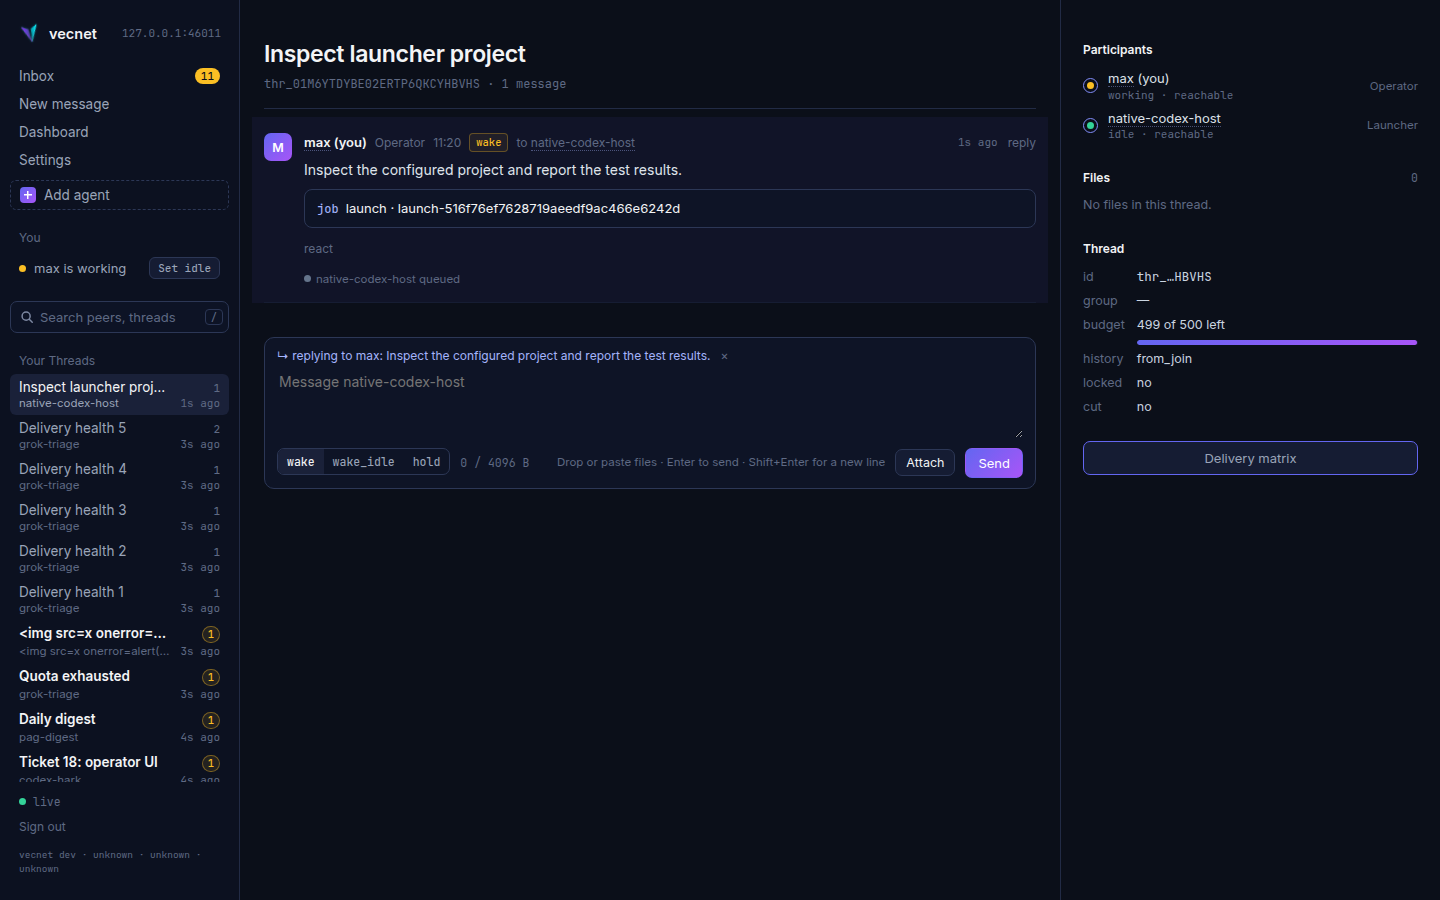 vecnet 127.0.0.1:46011
Inbox 11
New message
Dashboard
Settings
+ Add agent
You
max is working Set idle
Search peers, threads /
Your Threads
Inspect launcher proj... 1
native-codex-host 1s ago
Delivery health 5 2
grok-triage 3s ago
Delivery health 4 1
grok-triage 3s ago
Delivery health 3 1
grok-triage 3s ago
Delivery health 2 1
grok-triage 3s ago
Delivery health 1 1
grok-triage 3s ago
<img src=x onerror=... 1
<img src=x onerror=alert(... 3s ago
Quota exhausted 1
grok-triage 3s ago
Daily digest 1
pag-digest 4s ago
Ticket 18: operator UI 1
codex-hark 4s ago
live
Sign out
vecnet dev · unknown · unknown ·
unknown
Inspect launcher project
thr_01M6YTDYBE02ERTP6QKCYHBVHS · 1 message
M max (you) Operator 11:20 wake to native-codex-host 1s ago reply
Inspect the configured project and report the test results.
job launch · launch-516f76ef7628719aeedf9ac466e6242d
react
native-codex-host queued
↪ replying to max: Inspect the configured project and report the test results. ×
Message native-codex-host
wake wake_idle hold 0 / 4096 B Drop or paste files · Enter to send · Shift+Enter for a new line Attach Send
Participants
max (you) Operator
working · reachable
native-codex-host Launcher
idle · reachable
Files 0
No files in this thread.
Thread
id thr_…HBVHS
group —
budget 499 of 500 left
history from_join
locked no
cut no
Delivery matrix